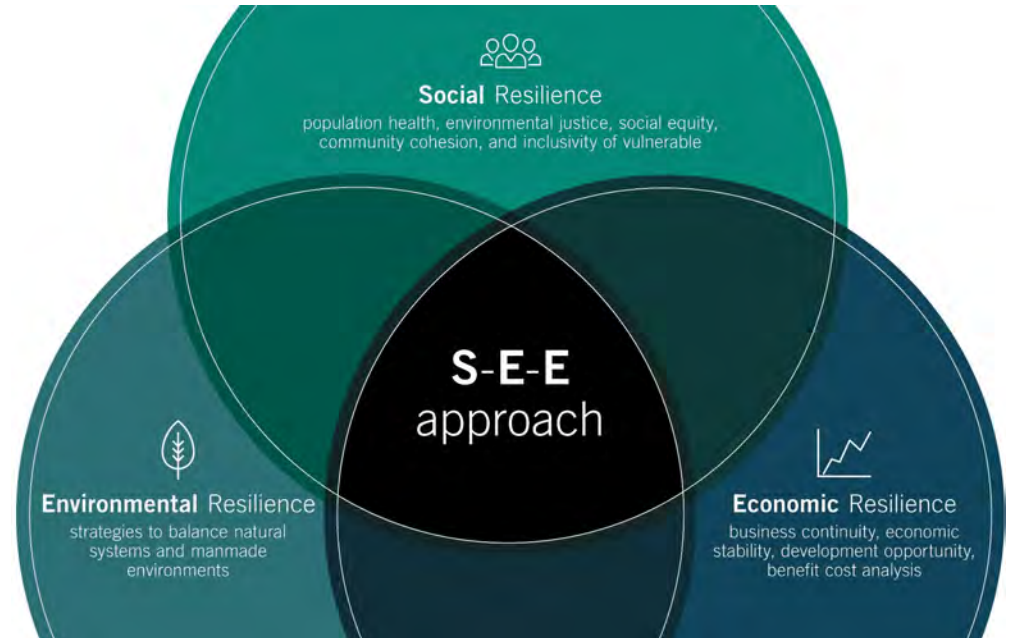 Social Resilience
population health, environmental justice, social equity,
community cohesion, and inclusivity of vulnerable
S-E-E
approach
Environmental Resilience
strategies to balance natural
systems and manmade
environments
Economic Resilience
business continuity, economic
stability, development opportunity,
benefit cost analysis